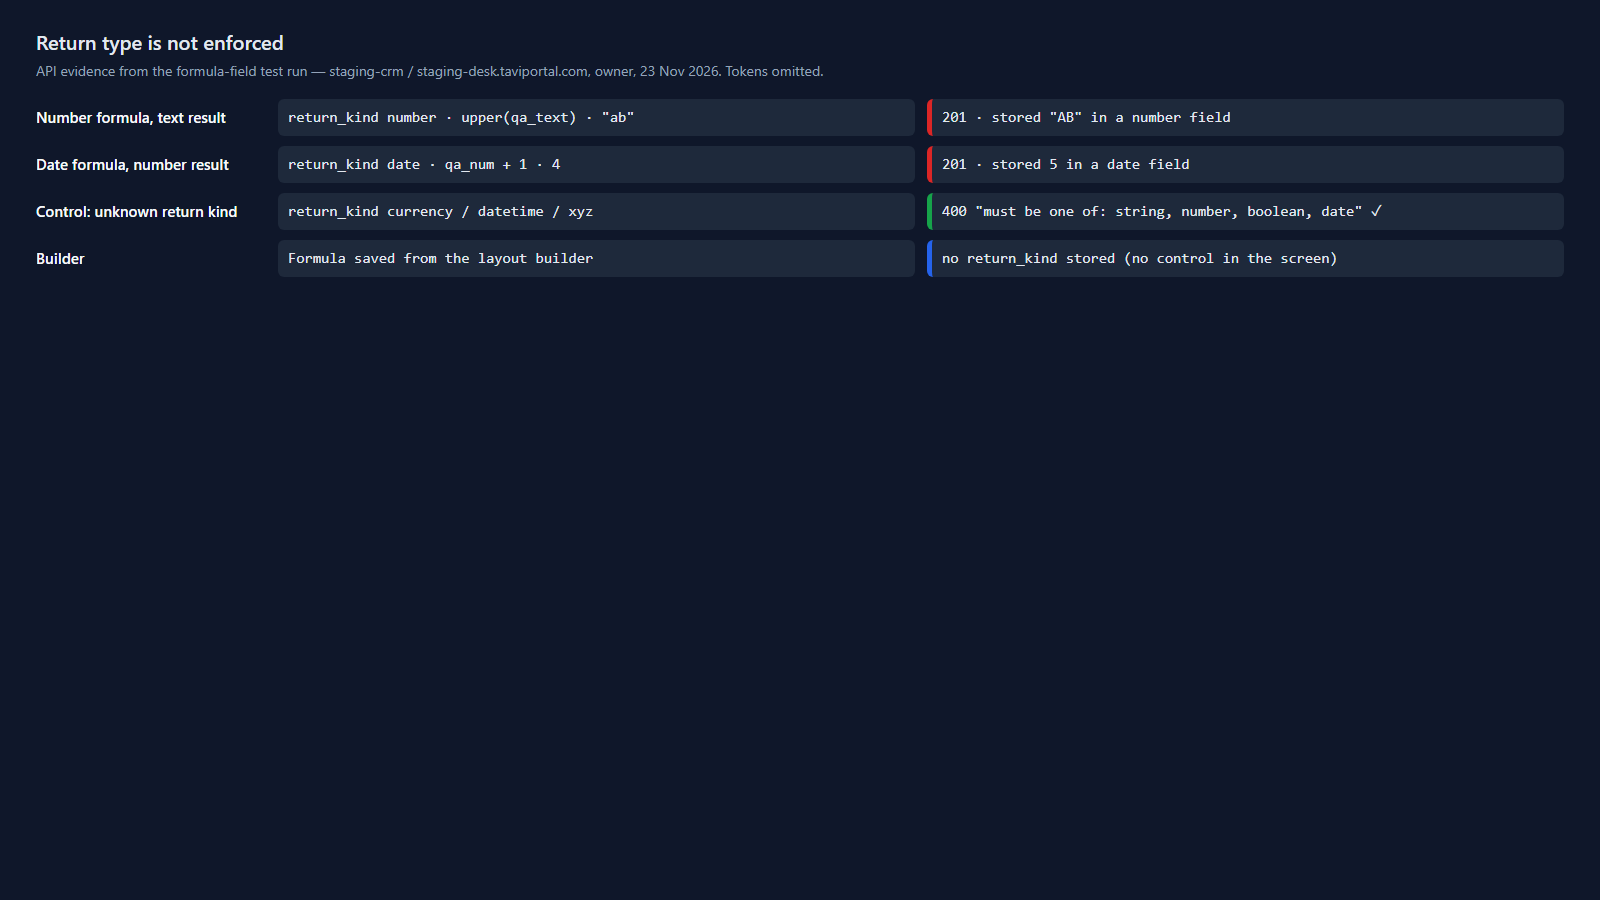 Return type is not enforced
API evidence from the formula-field test run — staging-crm / staging-desk.taviportal.com, owner, 23 Nov 2026. Tokens omitted.
Number formula, text result return_kind number · upper(qa_text) · "ab" 201 · stored "AB" in a number field
Date formula, number result return_kind date · qa_num + 1 · 4 201 · stored 5 in a date field
Control: unknown return kind return_kind currency / datetime / xyz 400 "must be one of: string, number, boolean, date" ✓
Builder Formula saved from the layout builder no return_kind stored (no control in the screen)